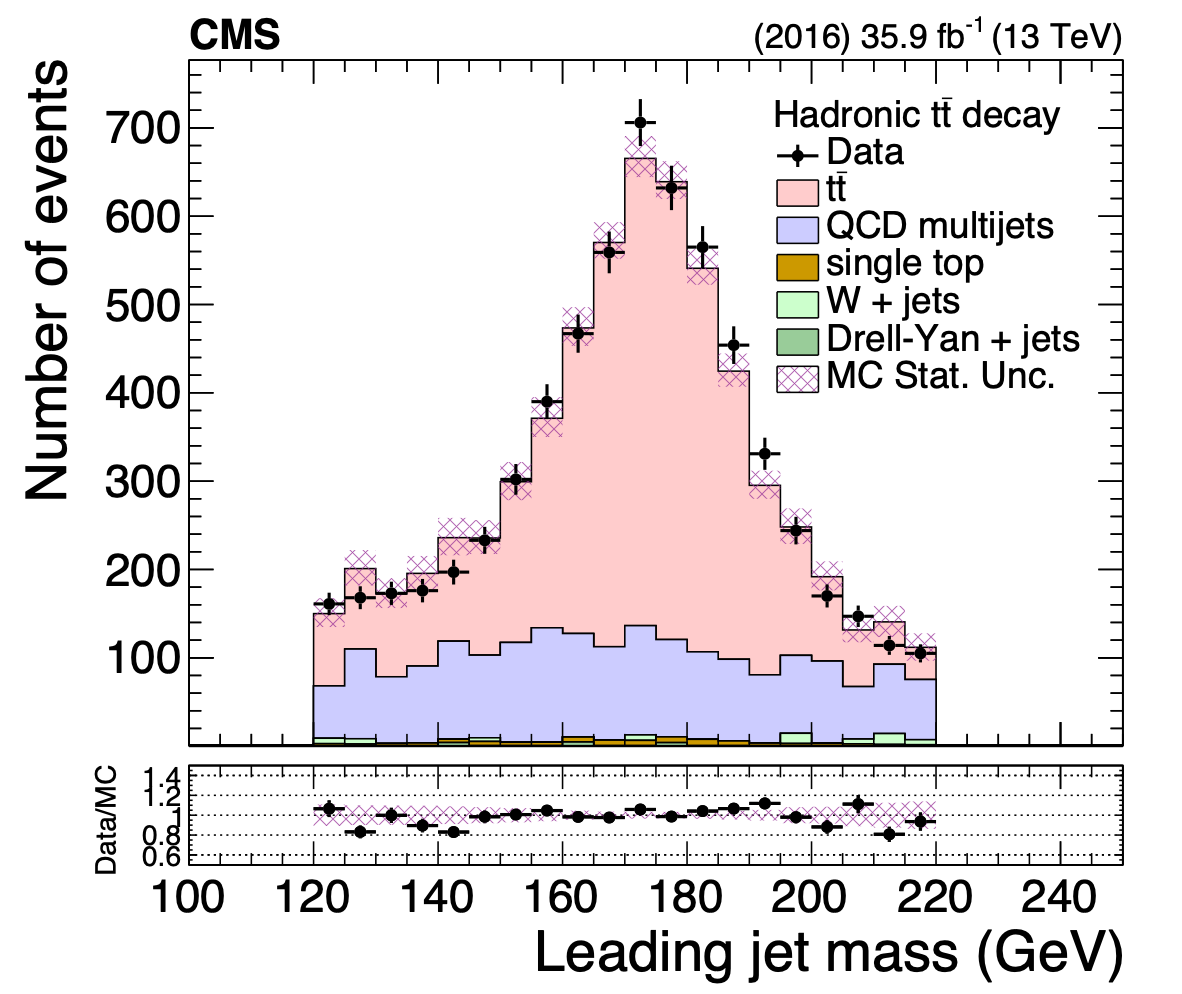 CMS (2016) 35.9 fb⁻¹ (13 TeV)
Number of events
700
600
500
400
300
200
100
Hadronic tt̄ decay
Data
tt̄
QCD multijets
single top
W + jets
Drell-Yan + jets
MC Stat. Unc.
Data/MC
1.4
1.2
1
0.8
0.6
100 120 140 160 180 200 220 240
Leading jet mass (GeV)